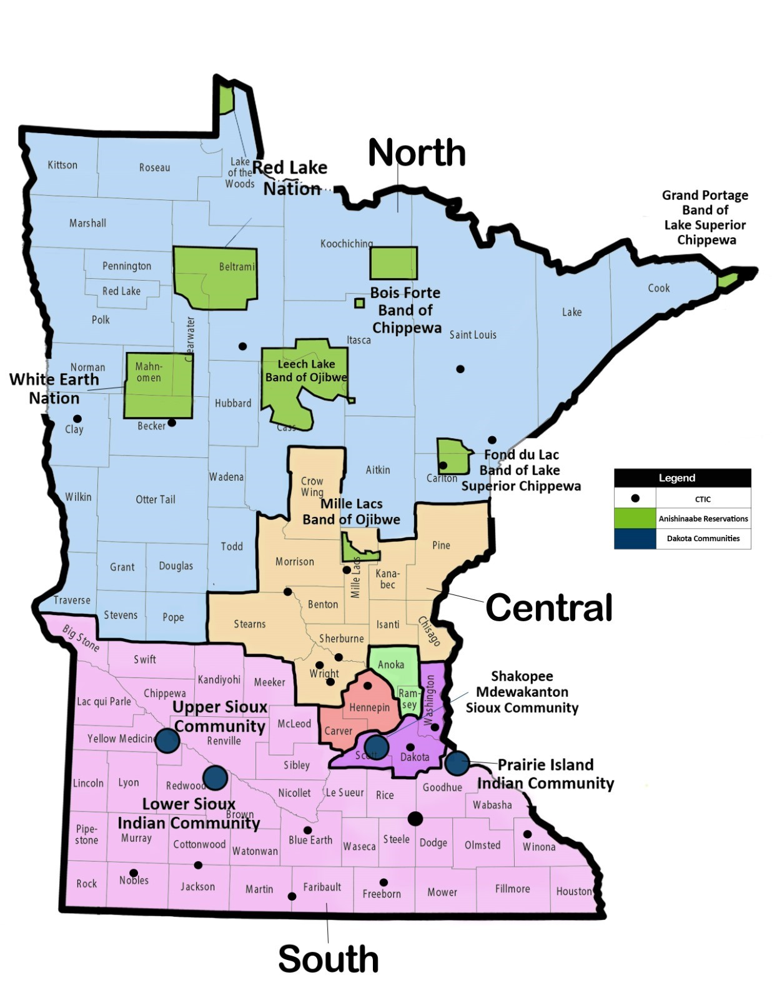 North
Kittson
Roseau
Lake
of the
Woods
Red Lake
Nation
Grand Portage
Band of
Lake Superior
Chippewa
Marshall
Koochiching
Pennington
Beltrami
Red Lake
Cook
Bois Forte
Band of
Chippewa
Lake
Polk
Clearwater
Saint Louis
Itasca
Norman
Mahn-
omen
Leech Lake
Band of Ojibwe
White Earth
Nation
Hubbard
Clay
Becker
Cass
Fond du Lac
Band of Lake
Superior Chippewa
Aitkin
Carlton
Wadena
Crow
Wing
Wilkin
Otter Tail
Mille Lacs
Band of Ojibwe
Legend
CTIC
Anishinaabe Reservations
Dakota Communities
Todd
Pine
Morrison
Mille Lacs
Kana-
bec
Grant
Douglas
Traverse
Stevens
Pope
Benton
Central
Stearns
Isanti
Chisago
Big Stone
Sherburne
Swift
Anoka
Kandiyohi
Meeker
Wright
Washington
Shakopee
Mdewakanton
Sioux Community
Chippewa
Lac qui Parle
Ram-
sey
Hennepin
Upper Sioux
Community
McLeod
Carver
Yellow Medicine
Renville
Scott
Dakota
Sibley
Prairie Island
Indian Community
Lincoln
Lyon
Redwood
Nicollet
Le Sueur
Rice
Goodhue
Wabasha
Lower Sioux
Indian Community
Brown
Pipe-
stone
Murray
Cottonwood
Watonwan
Blue Earth
Waseca
Steele
Dodge
Olmsted
Winona
Rock
Nobles
Jackson
Martin
Faribault
Freeborn
Mower
Fillmore
Houston
South